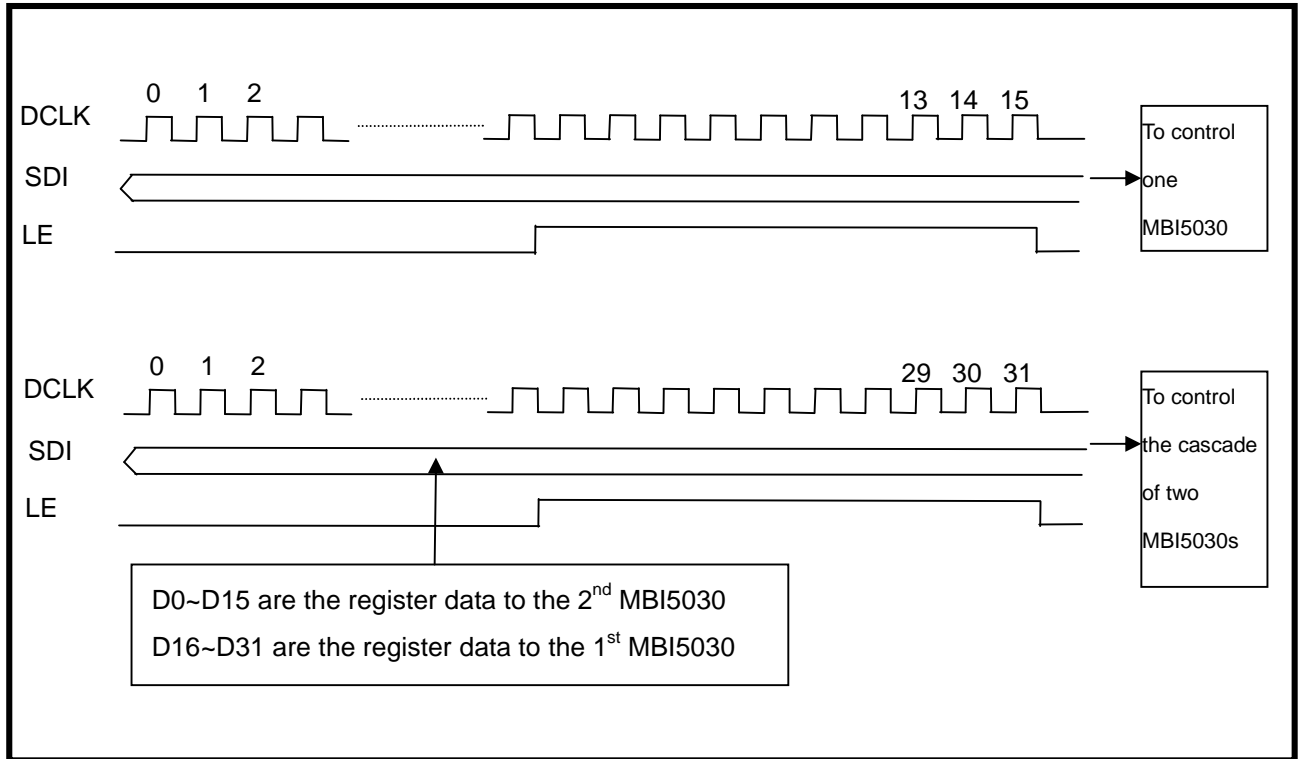 0 1 2 13 14 15
DCLK
SDI
LE
To control
one
MBI5030
0 1 2 29 30 31
DCLK
SDI
LE
To control
the cascade
of two
MBI5030s
D0~D15 are the register data to the 2nd MBI5030
D16~D31 are the register data to the 1st MBI5030